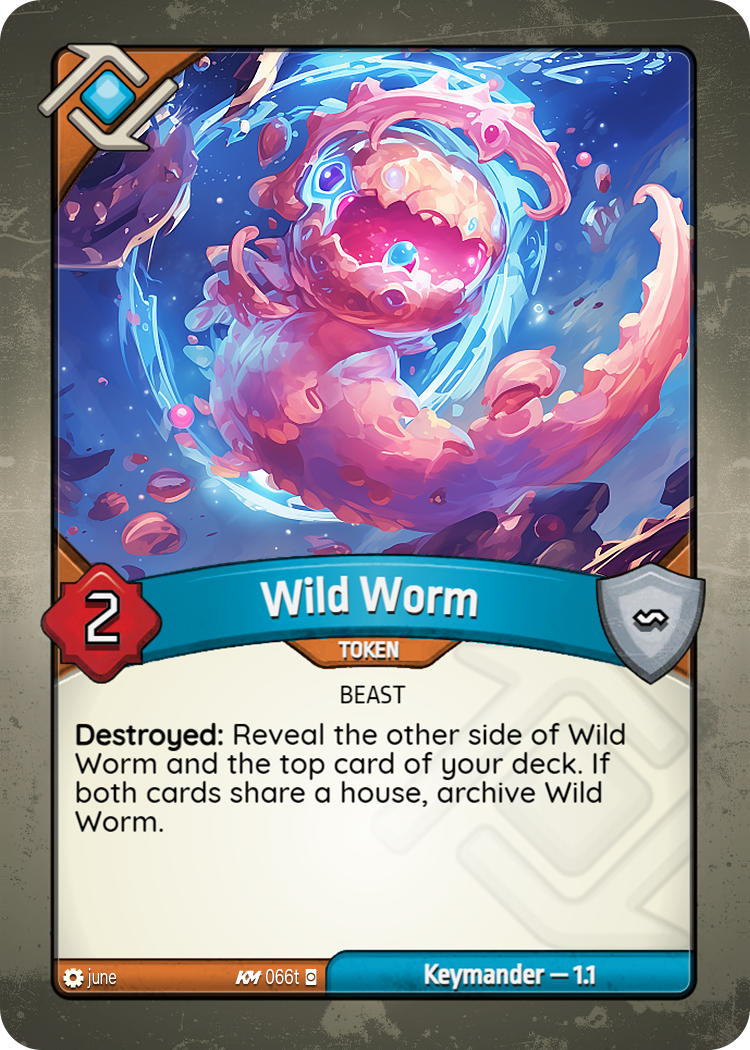 2
Wild Worm
TOKEN
BEAST
Destroyed: Reveal the other side of Wild
Worm and the top card of your deck. If
both cards share a house, archive Wild
Worm.
june
KM 066t
Keymander — 1.1